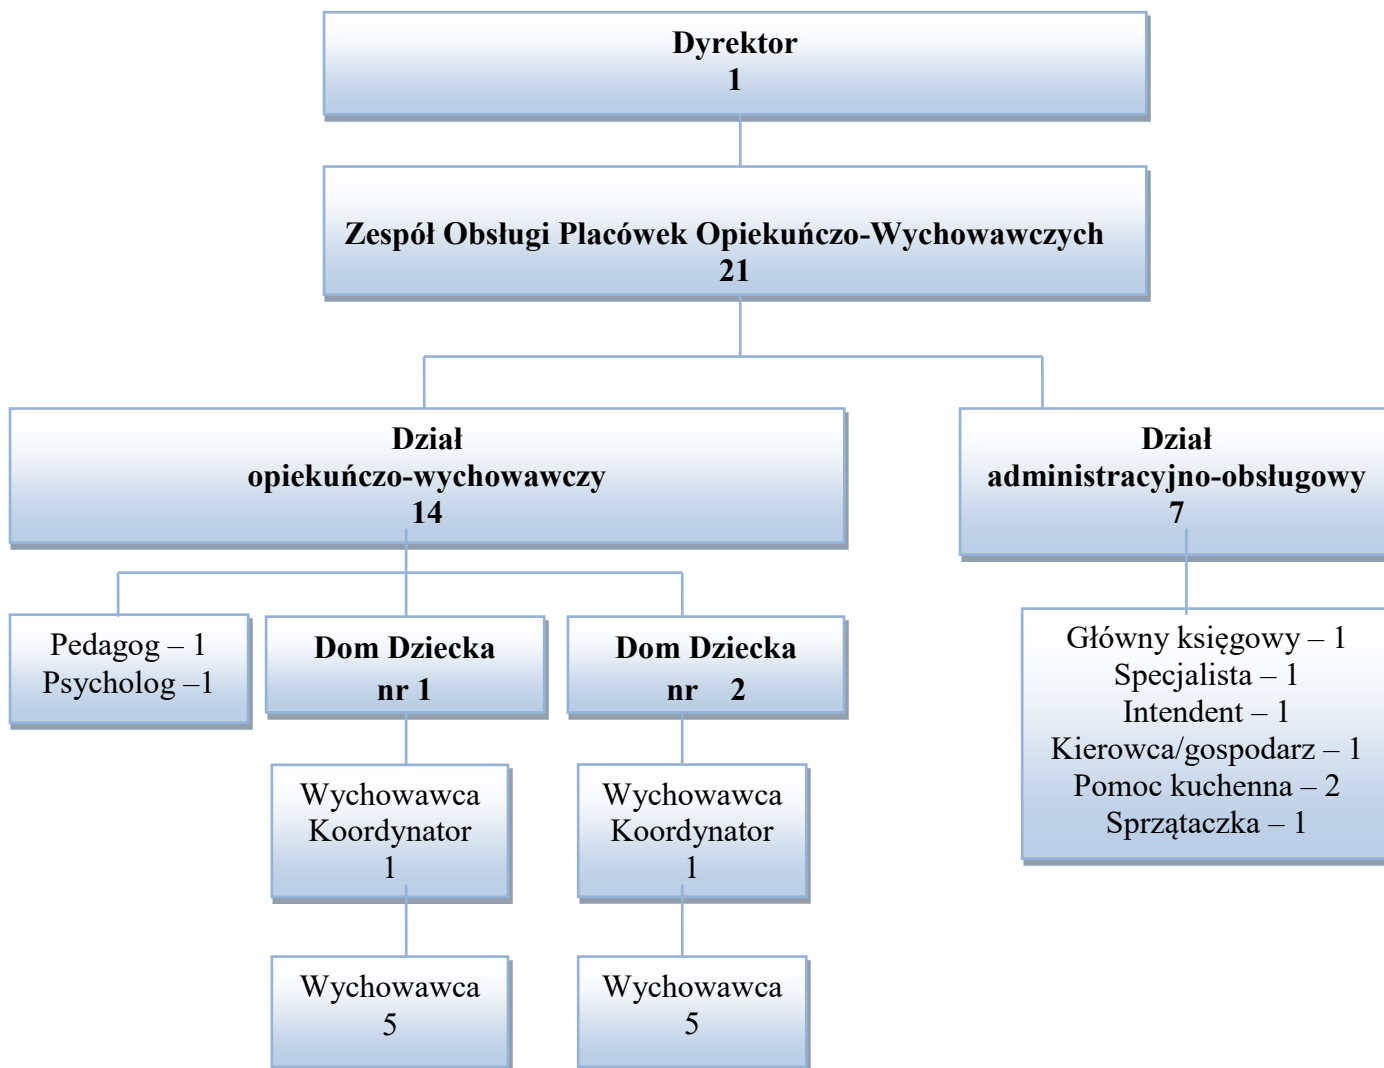 Dyrektor
1
Zespół Obsługi Placówek Opiekuńczo-Wychowawczych
21
Dział
opiekuńczo-wychowawczy
14
Dział
administracyjno-obsługowy
7
Pedagog – 1
Psycholog –1
Dom Dziecka
nr 1
Dom Dziecka
nr 2
Główny księgowy – 1
Specjalista – 1
Intendent – 1
Kierowca/gospodarz – 1
Pomoc kuchenna – 2
Sprzątaczka – 1
Wychowawca
Koordynator
1
Wychowawca
Koordynator
1
Wychowawca
5
Wychowawca
5